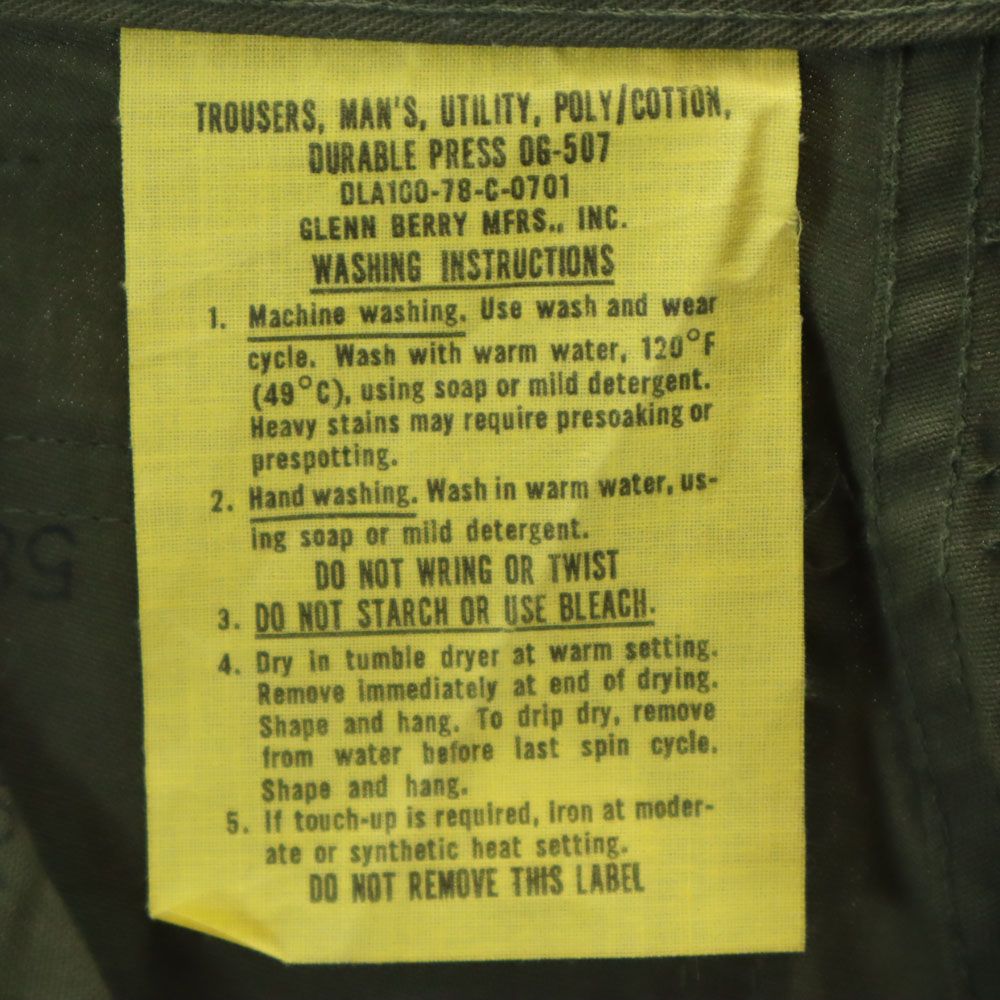 TROUSERS, MAN'S, UTILITY, POLY/COTTON,
DURABLE PRESS OG-507
DLA100-78-C-0701
GLENN BERRY MFRS., INC.
WASHING INSTRUCTIONS
1. Machine washing. Use wash and wear
cycle. Wash with warm water, 120°F
(49°C), using soap or mild detergent.
Heavy stains may require presoaking or
prespotting.
2. Hand washing. Wash in warm water, us-
ing soap or mild detergent.
DO NOT WRING OR TWIST
3. DO NOT STARCH OR USE BLEACH.
4. Dry in tumble dryer at warm setting.
Remove immediately at end of drying.
Shape and hang. To drip dry, remove
from water before last spin cycle.
Shape and hang.
5. If touch-up is required, iron at moder-
ate or synthetic heat setting.
DO NOT REMOVE THIS LABEL